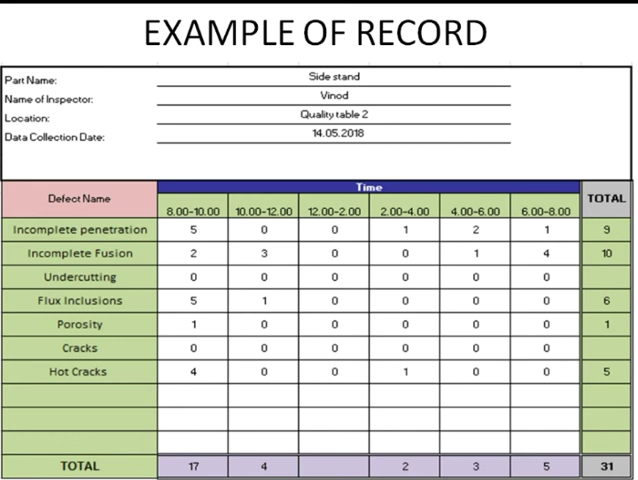 EXAMPLE OF RECORD
Part Name: Side stand
Name of Inspector: Vinod
Location: Quality table 2
Data Collection Date: 14.05.2018
Defect Name Time TOTAL
8.00-10.00 10.00-12.00 12.00-2.00 2.00-4.00 4.00-6.00 6.00-8.00
Incomplete penetration 5 0 0 1 2 1 9
Incomplete Fusion 2 3 0 0 1 4 10
Undercutting 0 0 0 0 0 0
Flux Inclusions 5 1 0 0 0 0 6
Porosity 1 0 0 0 0 0 1
Cracks 0 0 0 0 0 0
Hot Cracks 4 0 0 1 0 0 5
TOTAL 17 4 2 3 5 31